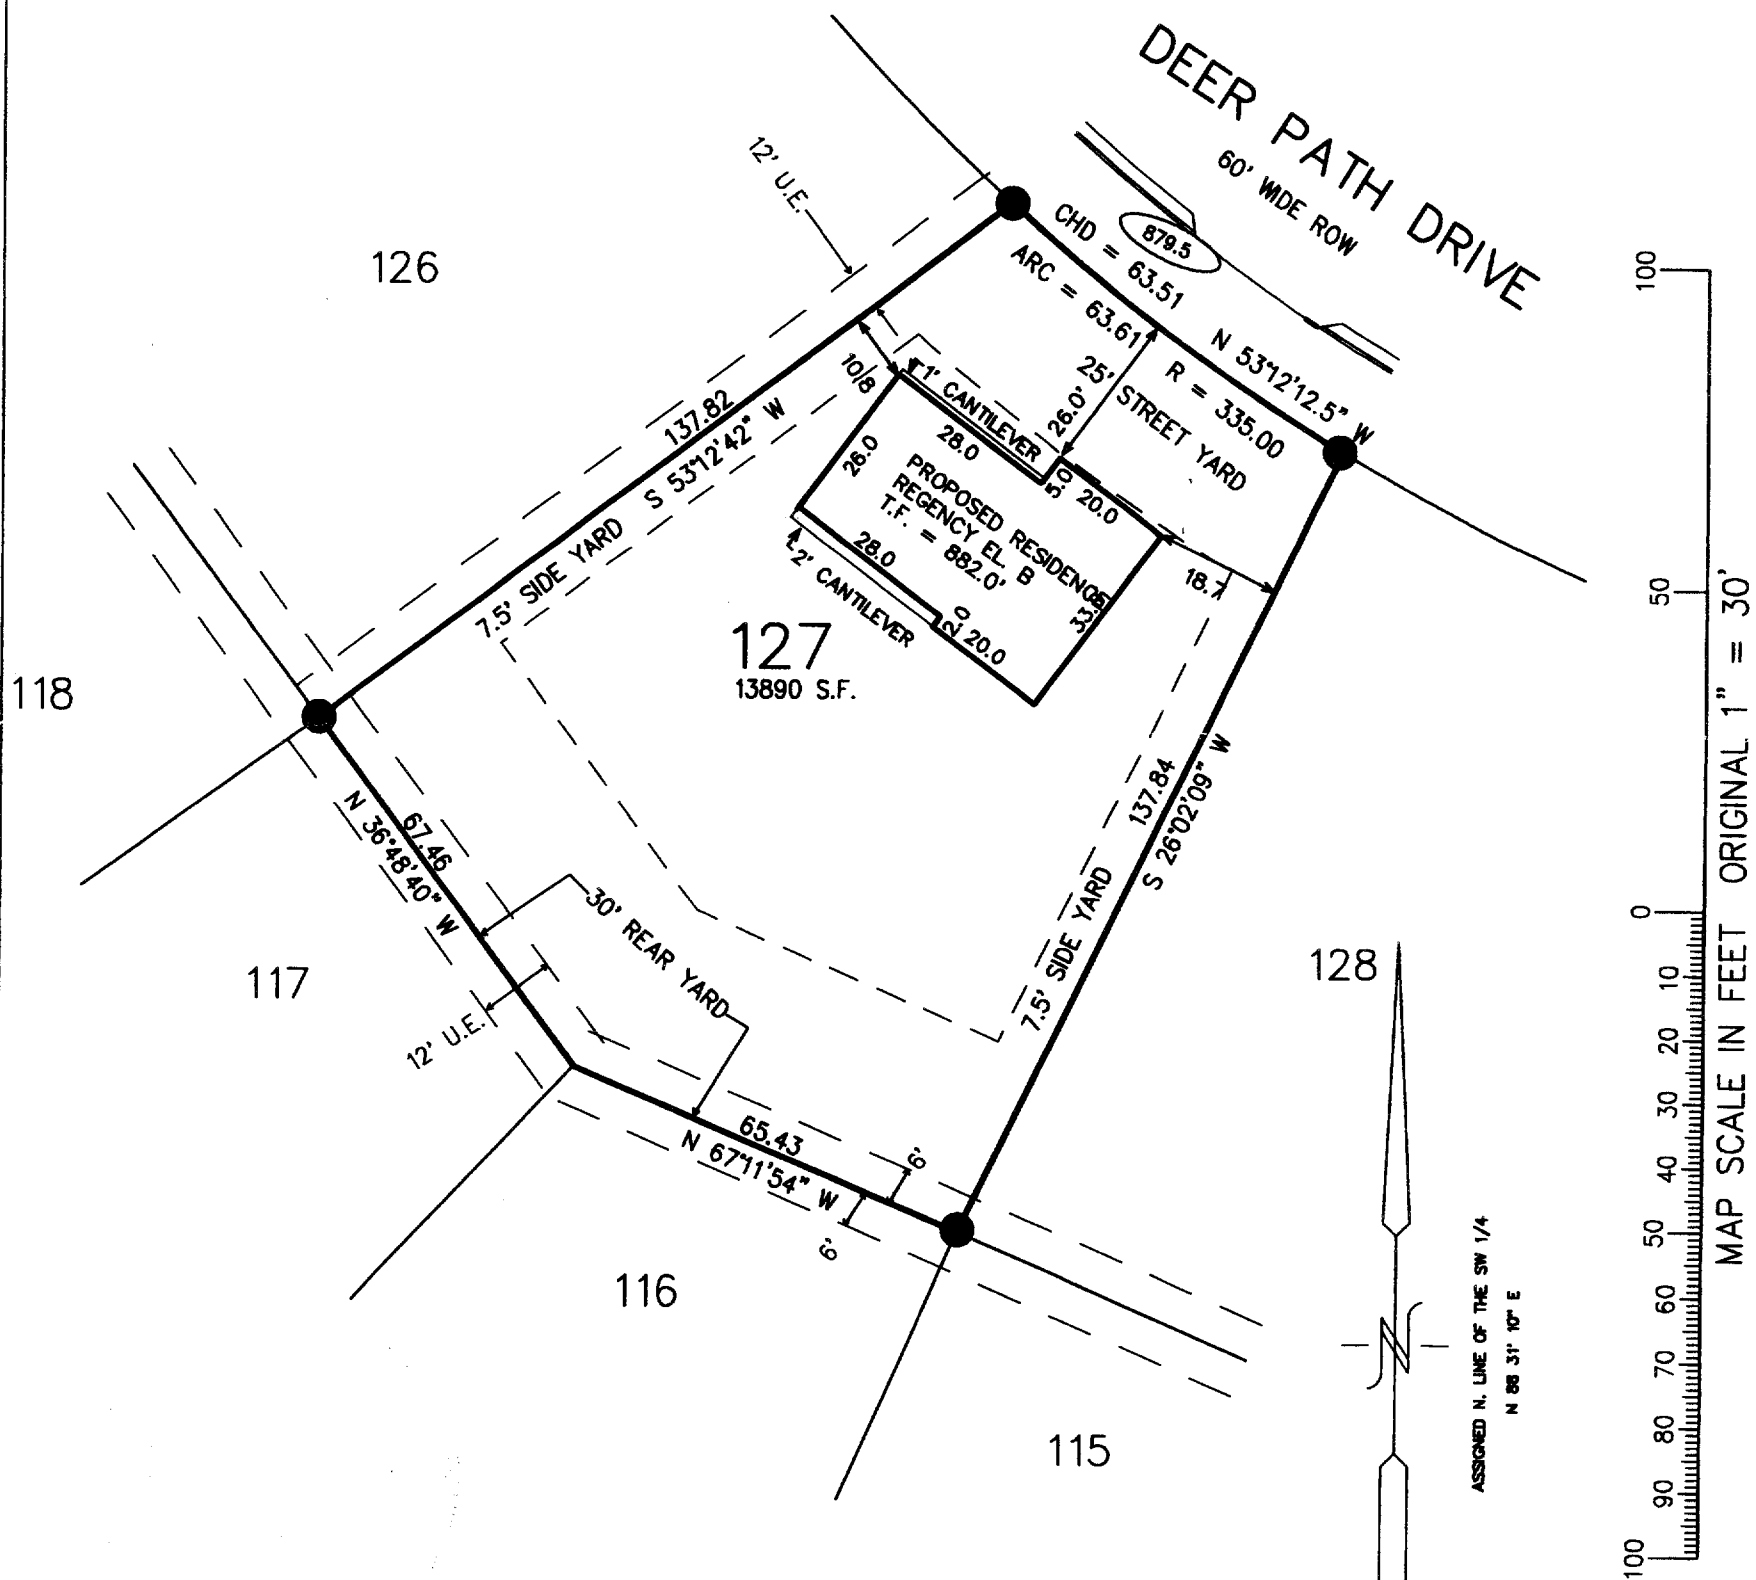 DEER PATH DRIVE
60' WIDE ROW
12' U.E.
879.5
CHD = 63.51
N 53°12'12.5" W
ARC = 63.61
R = 335.00
126
137.82
S 53°12'42" W
7.5' SIDE YARD
10/8
1' CANTILEVER
28.0
26.0'
25' STREET YARD
26.0
5.0
20.0
PROPOSED RESIDENCE
REGENCY EL. B
T.F. = 882.0'
28.0
2' CANTILEVER
2.0
20.0
18.7
127
13890 S.F.
118
137.84
S 26°02'09" W
7.5' SIDE YARD
67.46
N 36°48'40" W
30' REAR YARD
117
12' U.E.
65.43
N 67°11'54" W
6'
6'
128
116
115
ASSIGNED N. LINE OF THE SW 1/4
N 88 31' 10" E
N
100
50
0
10
20
30
40
50
60
70
80
90
100
MAP SCALE IN FEET ORIGINAL 1" = 30'